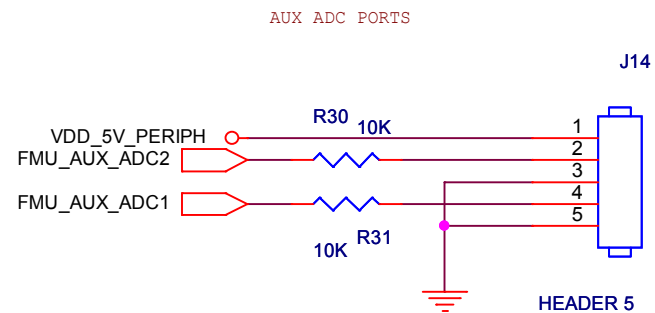 AUX ADC PORTS
J14
R30
10K
VDD_5V_PERIPH
1
FMU_AUX_ADC2
2
3
FMU_AUX_ADC1
4
5
R31
10K
HEADER 5